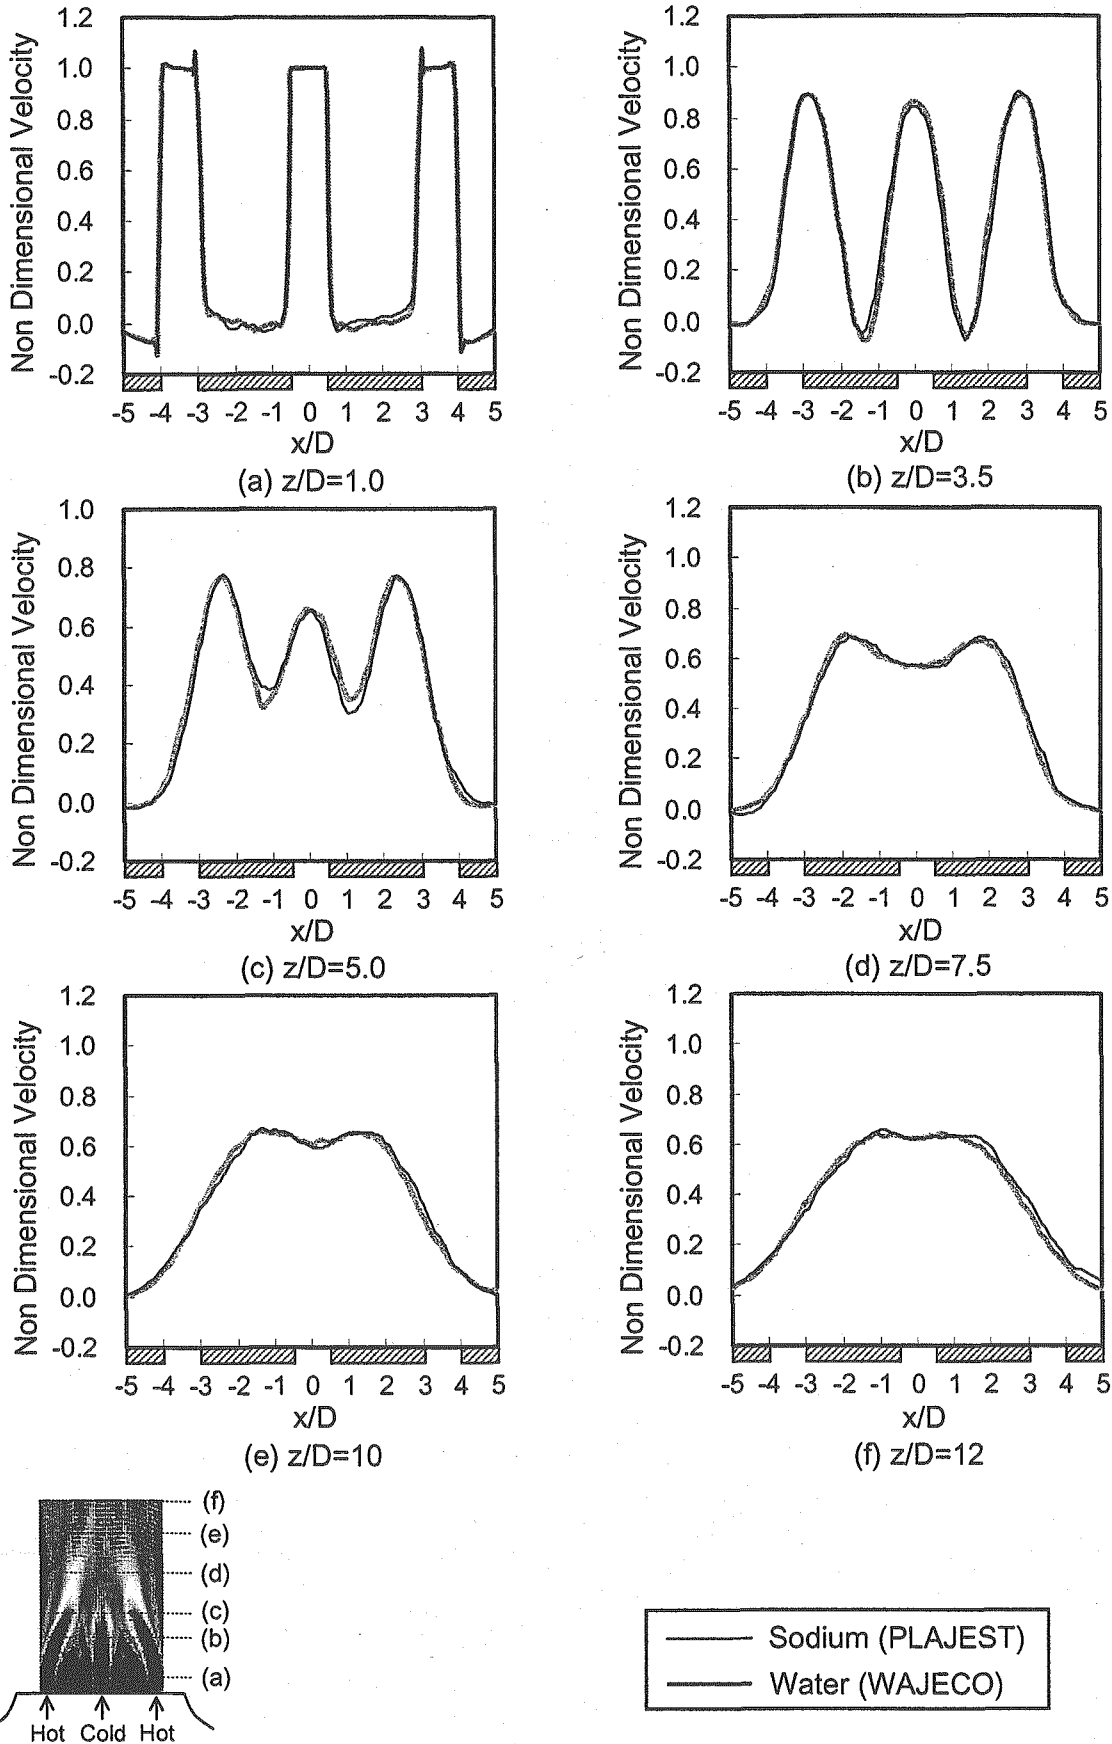 Non Dimensional Velocity
1.2
1.0
0.8
0.6
0.4
0.2
0.0
-0.2
-5 -4 -3 -2 -1 0 1 2 3 4 5
x/D
(a) z/D=1.0
Non Dimensional Velocity
1.2
1.0
0.8
0.6
0.4
0.2
0.0
-0.2
-5 -4 -3 -2 -1 0 1 2 3 4 5
x/D
(b) z/D=3.5
Non Dimensional Velocity
1.0
0.8
0.6
0.4
0.2
0.0
-0.2
-5 -4 -3 -2 -1 0 1 2 3 4 5
x/D
(c) z/D=5.0
Non Dimensional Velocity
1.2
1.0
0.8
0.6
0.4
0.2
0.0
-0.2
-5 -4 -3 -2 -1 0 1 2 3 4 5
x/D
(d) z/D=7.5
Non Dimensional Velocity
1.2
1.0
0.8
0.6
0.4
0.2
0.0
-0.2
-5 -4 -3 -2 -1 0 1 2 3 4 5
x/D
(e) z/D=10
Non Dimensional Velocity
1.2
1.0
0.8
0.6
0.4
0.2
0.0
-0.2
-5 -4 -3 -2 -1 0 1 2 3 4 5
x/D
(f) z/D=12
(f)
(e)
(d)
(c)
(b)
(a)
Hot Cold Hot
Sodium (PLAJEST)
Water (WAJECO)